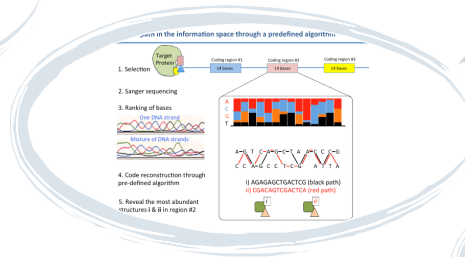 path in the information space through a predefined algorithm
Target
Protein
Coding region #1
Coding region #2
Coding region #3
14 bases
14 bases
14 bases
1. Selection
2. Sanger sequencing
3. Ranking of bases
One DNA strand
Mixture of DNA strands
A
C
G
T
4. Code reconstruction through
pre-defined algorithm
i) AGAGAGCTGACTCG (black path)
ii) CGACAGTCGACTCA (red path)
5. Reveal the most abundant
structures i & ii in region #2
i
ii